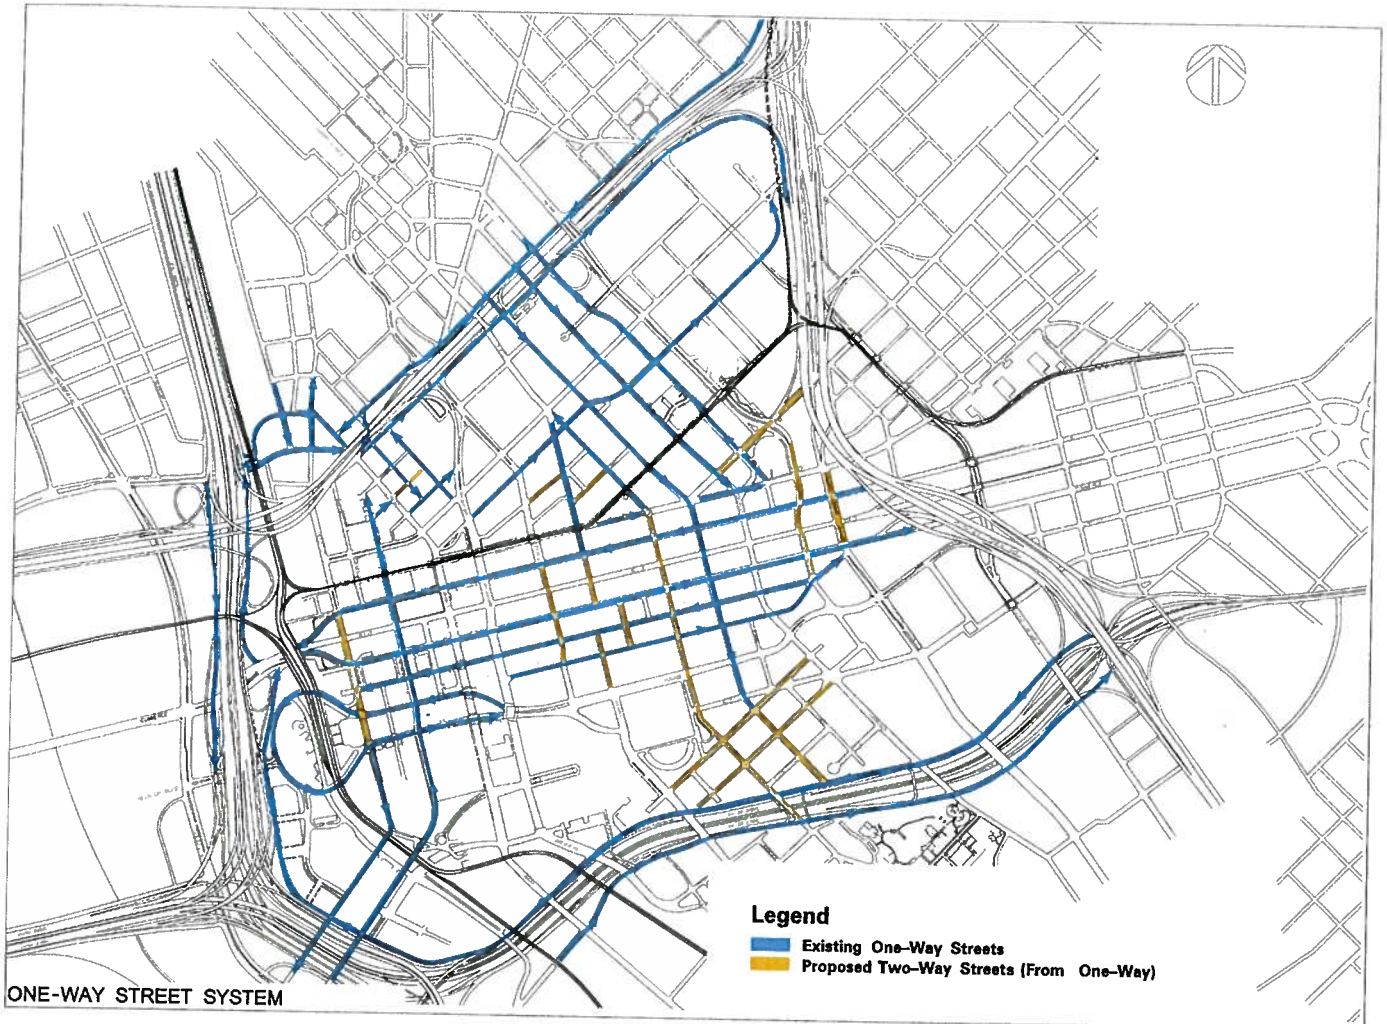 Legend
Existing One-Way Streets
Proposed Two-Way Streets (From One-Way)
ONE-WAY STREET SYSTEM